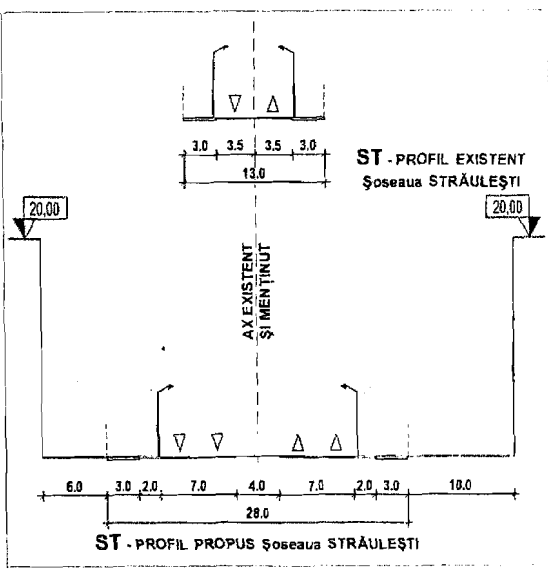 3.0 3.5 3.5 3.0
13.0
ST - PROFIL EXISTENT
Şoseaua STRĂULEŞTI
20,00
20,00
AX EXISTENT
ŞI MENŢINUT
6.0 3.0 2.0 7.0 4.0 7.0 2.0 3.0 10.0
28.0
ST - PROFIL PROPUS Şoseaua STRĂULEŞTI